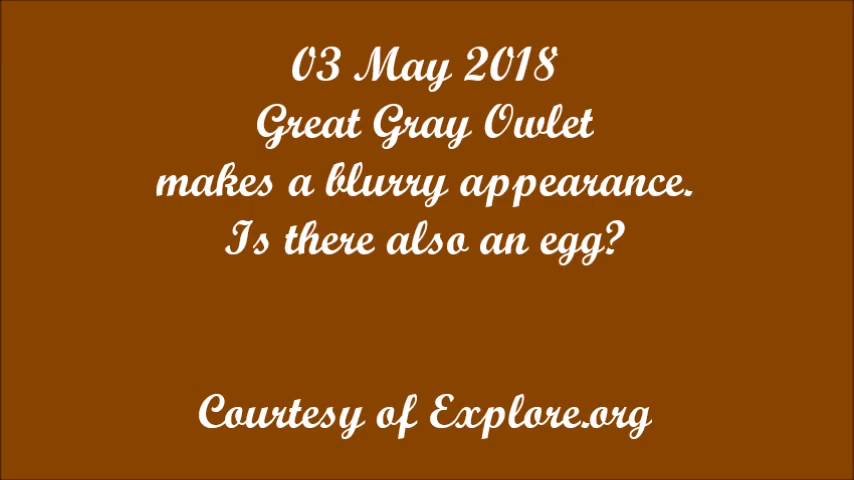 03 May 2018
Great Gray Owlet
makes a blurry appearance.
Is there also an egg?
Courtesy of Explore.org